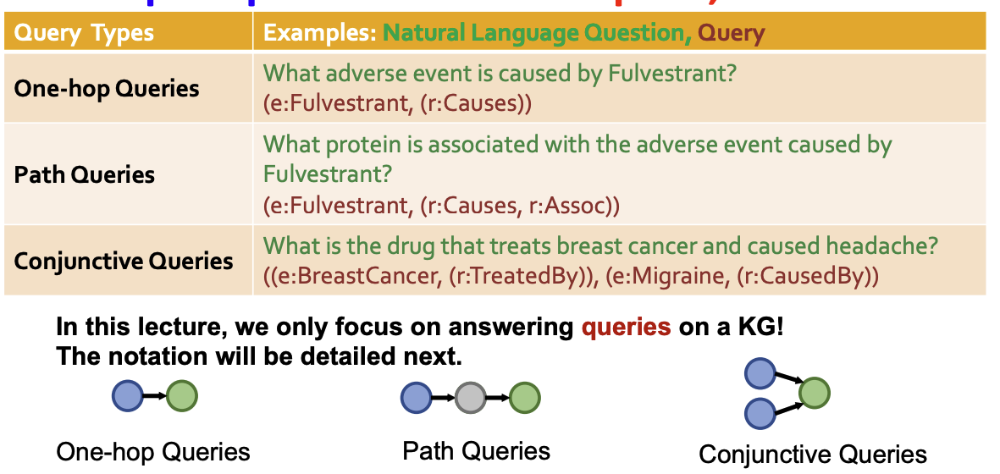 Query Types
Examples: Natural Language Question, Query
One-hop Queries
What adverse event is caused by Fulvestrant?
(e:Fulvestrant, (r:Causes))
Path Queries
What protein is associated with the adverse event caused by
Fulvestrant?
(e:Fulvestrant, (r:Causes, r:Assoc))
Conjunctive Queries
What is the drug that treats breast cancer and caused headache?
((e:BreastCancer, (r:TreatedBy)), (e:Migraine, (r:CausedBy))
In this lecture, we only focus on answering queries on a KG!
The notation will be detailed next.
One-hop Queries
Path Queries
Conjunctive Queries